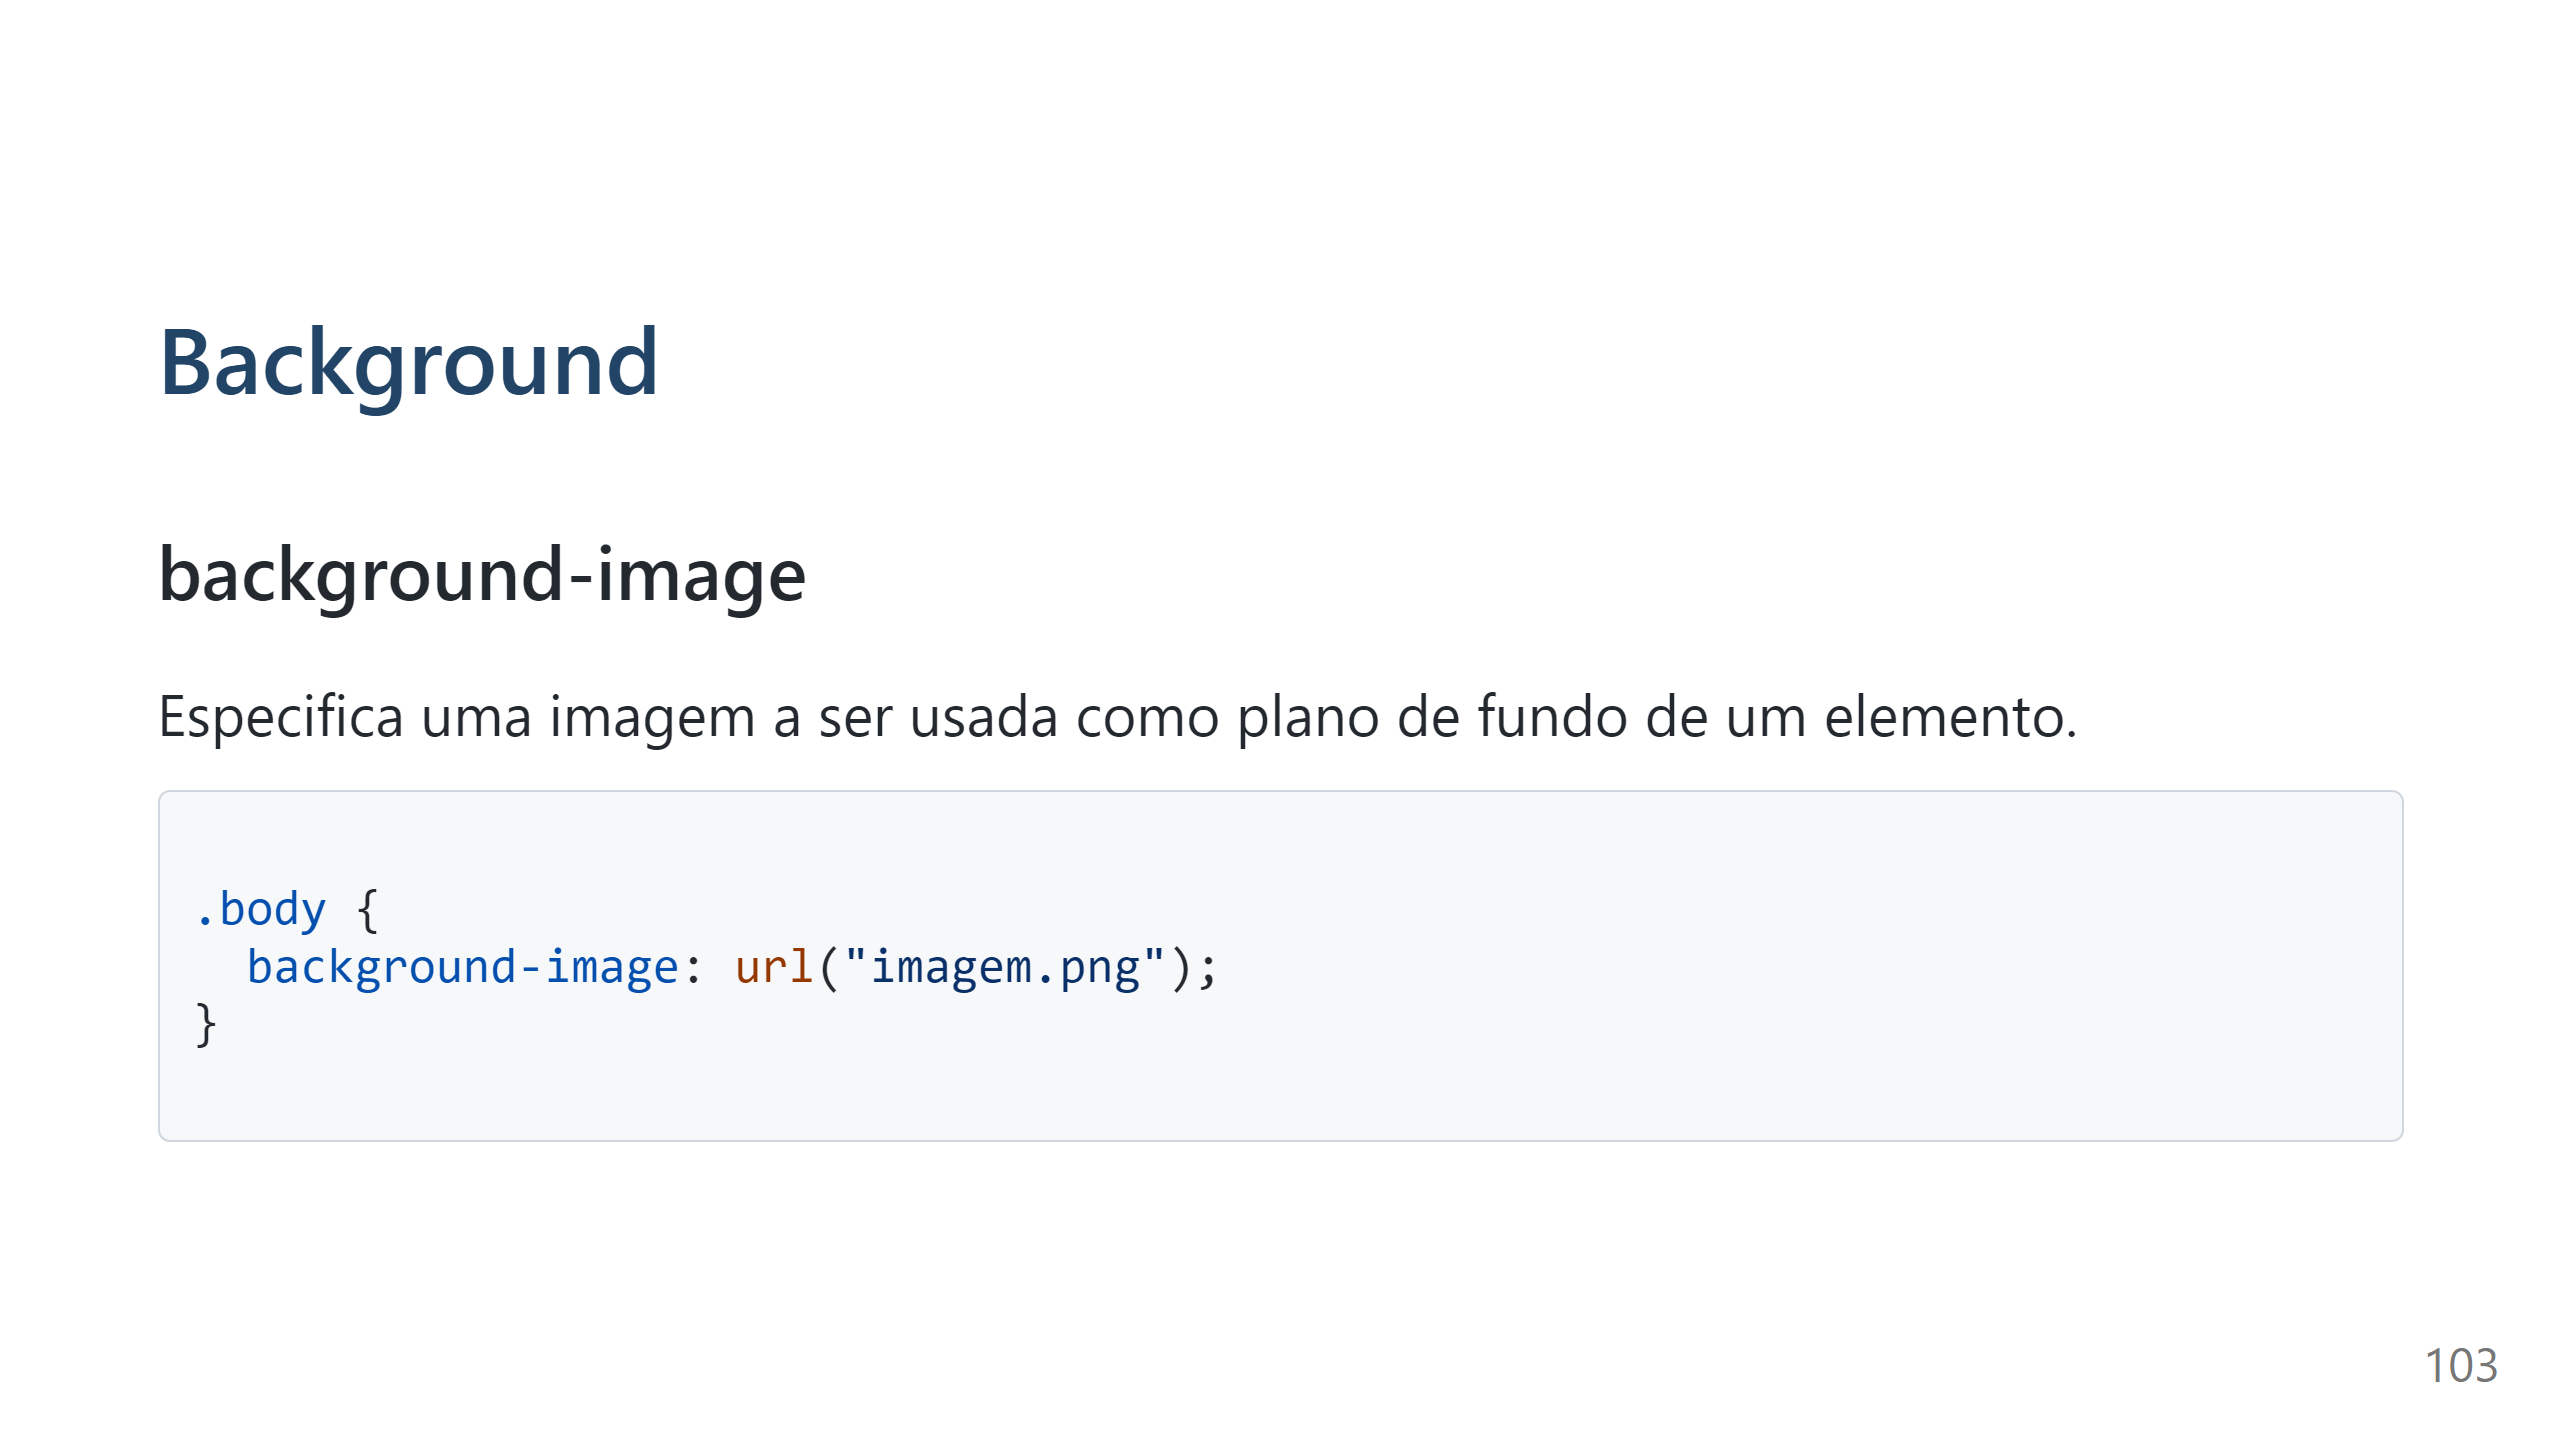 Background
background-image
Especifica uma imagem a ser usada como plano de fundo de um elemento.
.body {
  background-image: url("imagem.png");
}
103